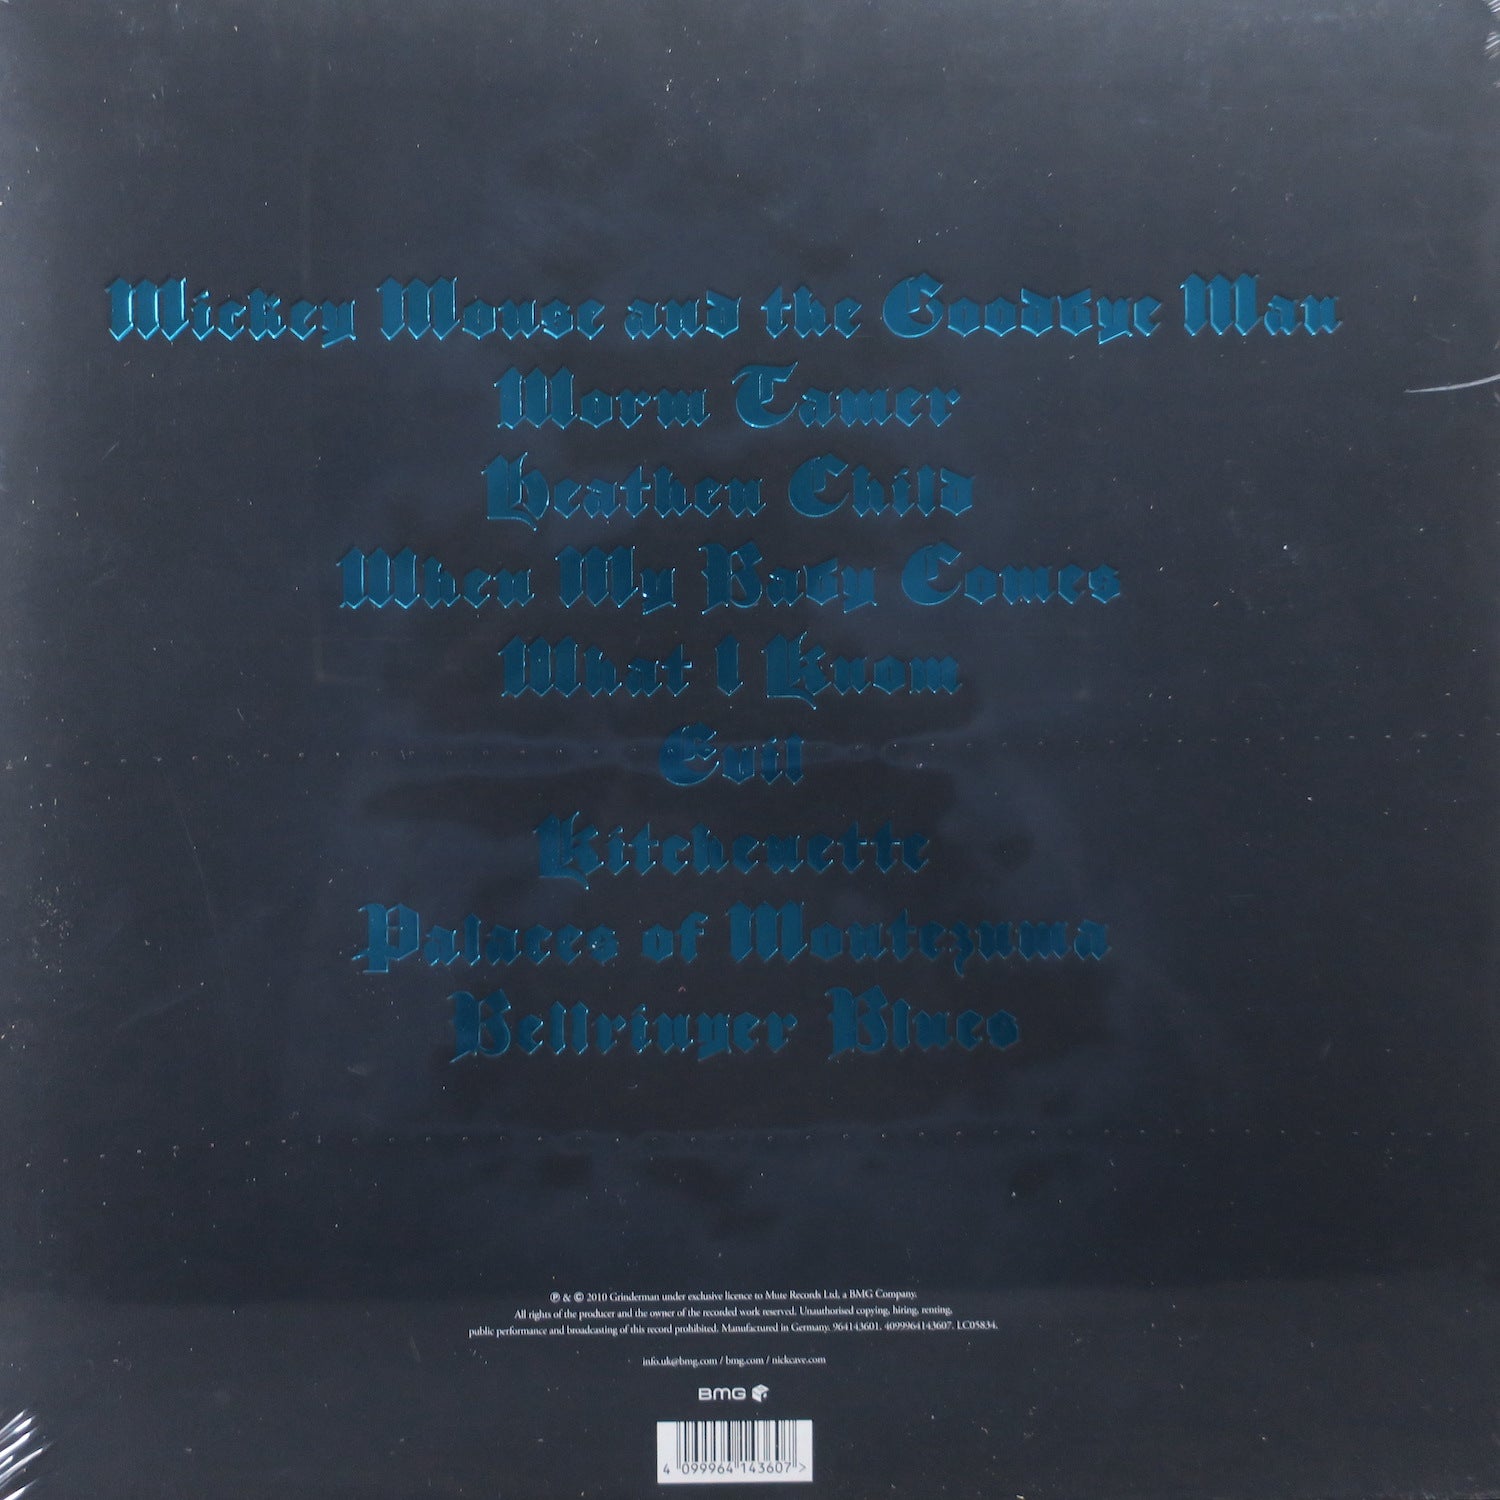 Mickey Mouse and the Goodbye Man
Worm Tamer
Heathen Child
When My Baby Comes
What I Know
Evil
Kitchenette
Palaces of Montezuma
Bellringer Blues
℗ & © 2010 Grinderman under exclusive licence to Mute Records Ltd, a BMG Company.
All rights of the producer and the owner of the recorded work reserved. Unauthorised copying, hiring, renting,
public performance and broadcasting of this record prohibited. Manufactured in Germany. 964143601. 4099964143607. LC05834.
info.uk@bmg.com / bmg.com / nickcave.com
BMG
4 099964 143607 >